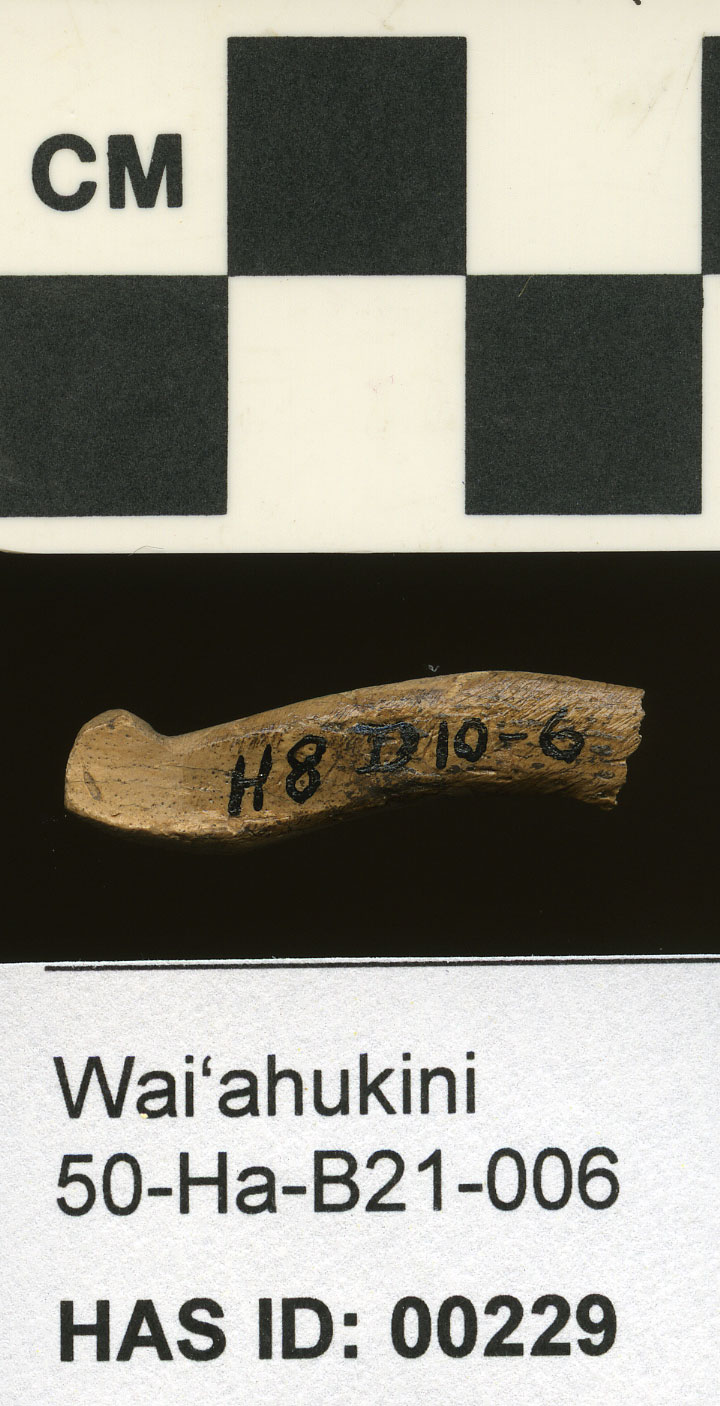 CM
H8 D10-6
Wai‘ahukini
50-Ha-B21-006
HAS ID: 00229